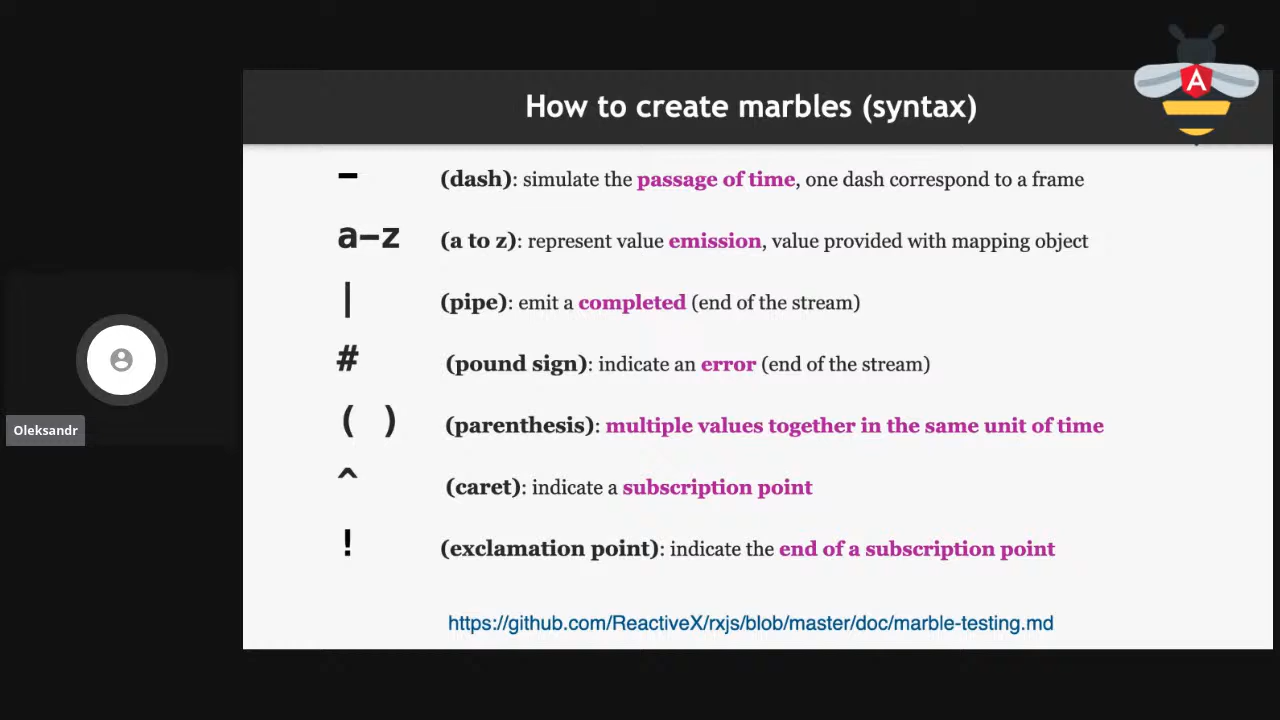 How to create marbles (syntax)
A
– (dash): simulate the passage of time, one dash correspond to a frame
a–z (a to z): represent value emission, value provided with mapping object
| (pipe): emit a completed (end of the stream)
# (pound sign): indicate an error (end of the stream)
( ) (parenthesis): multiple values together in the same unit of time
^ (caret): indicate a subscription point
! (exclamation point): indicate the end of a subscription point
https://github.com/ReactiveX/rxjs/blob/master/doc/marble-testing.md
Oleksandr